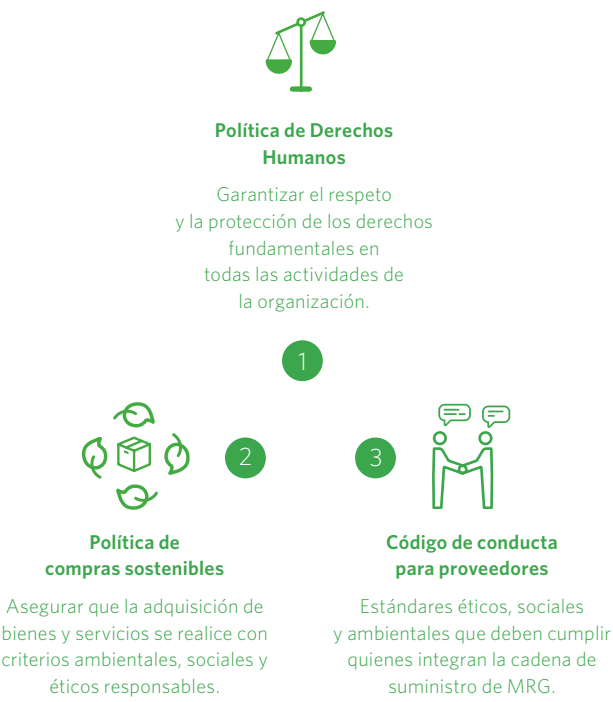 Política de Derechos
Humanos
Garantizar el respeto
y la protección de los derechos
fundamentales en
todas las actividades de
la organización.
1
2
Política de
compras sostenibles
Asegurar que la adquisición de
bienes y servicios se realice con
criterios ambientales, sociales y
éticos responsables.
3
Código de conducta
para proveedores
Estándares éticos, sociales
y ambientales que deben cumplir
quienes integran la cadena de
suministro de MRG.